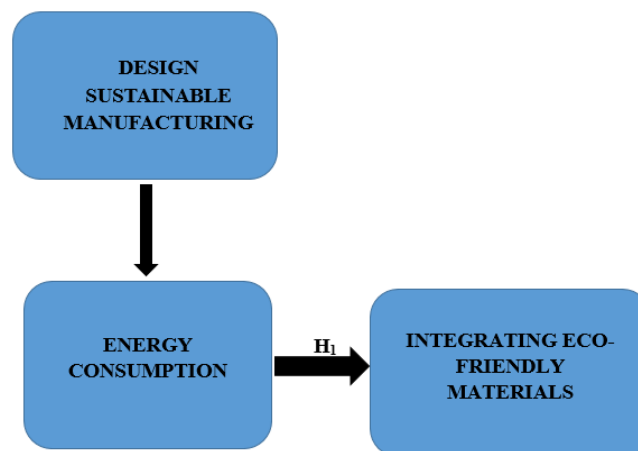 DESIGN
SUSTAINABLE
MANUFACTURING
ENERGY
CONSUMPTION
H₁
INTEGRATING ECO-
FRIENDLY
MATERIALS